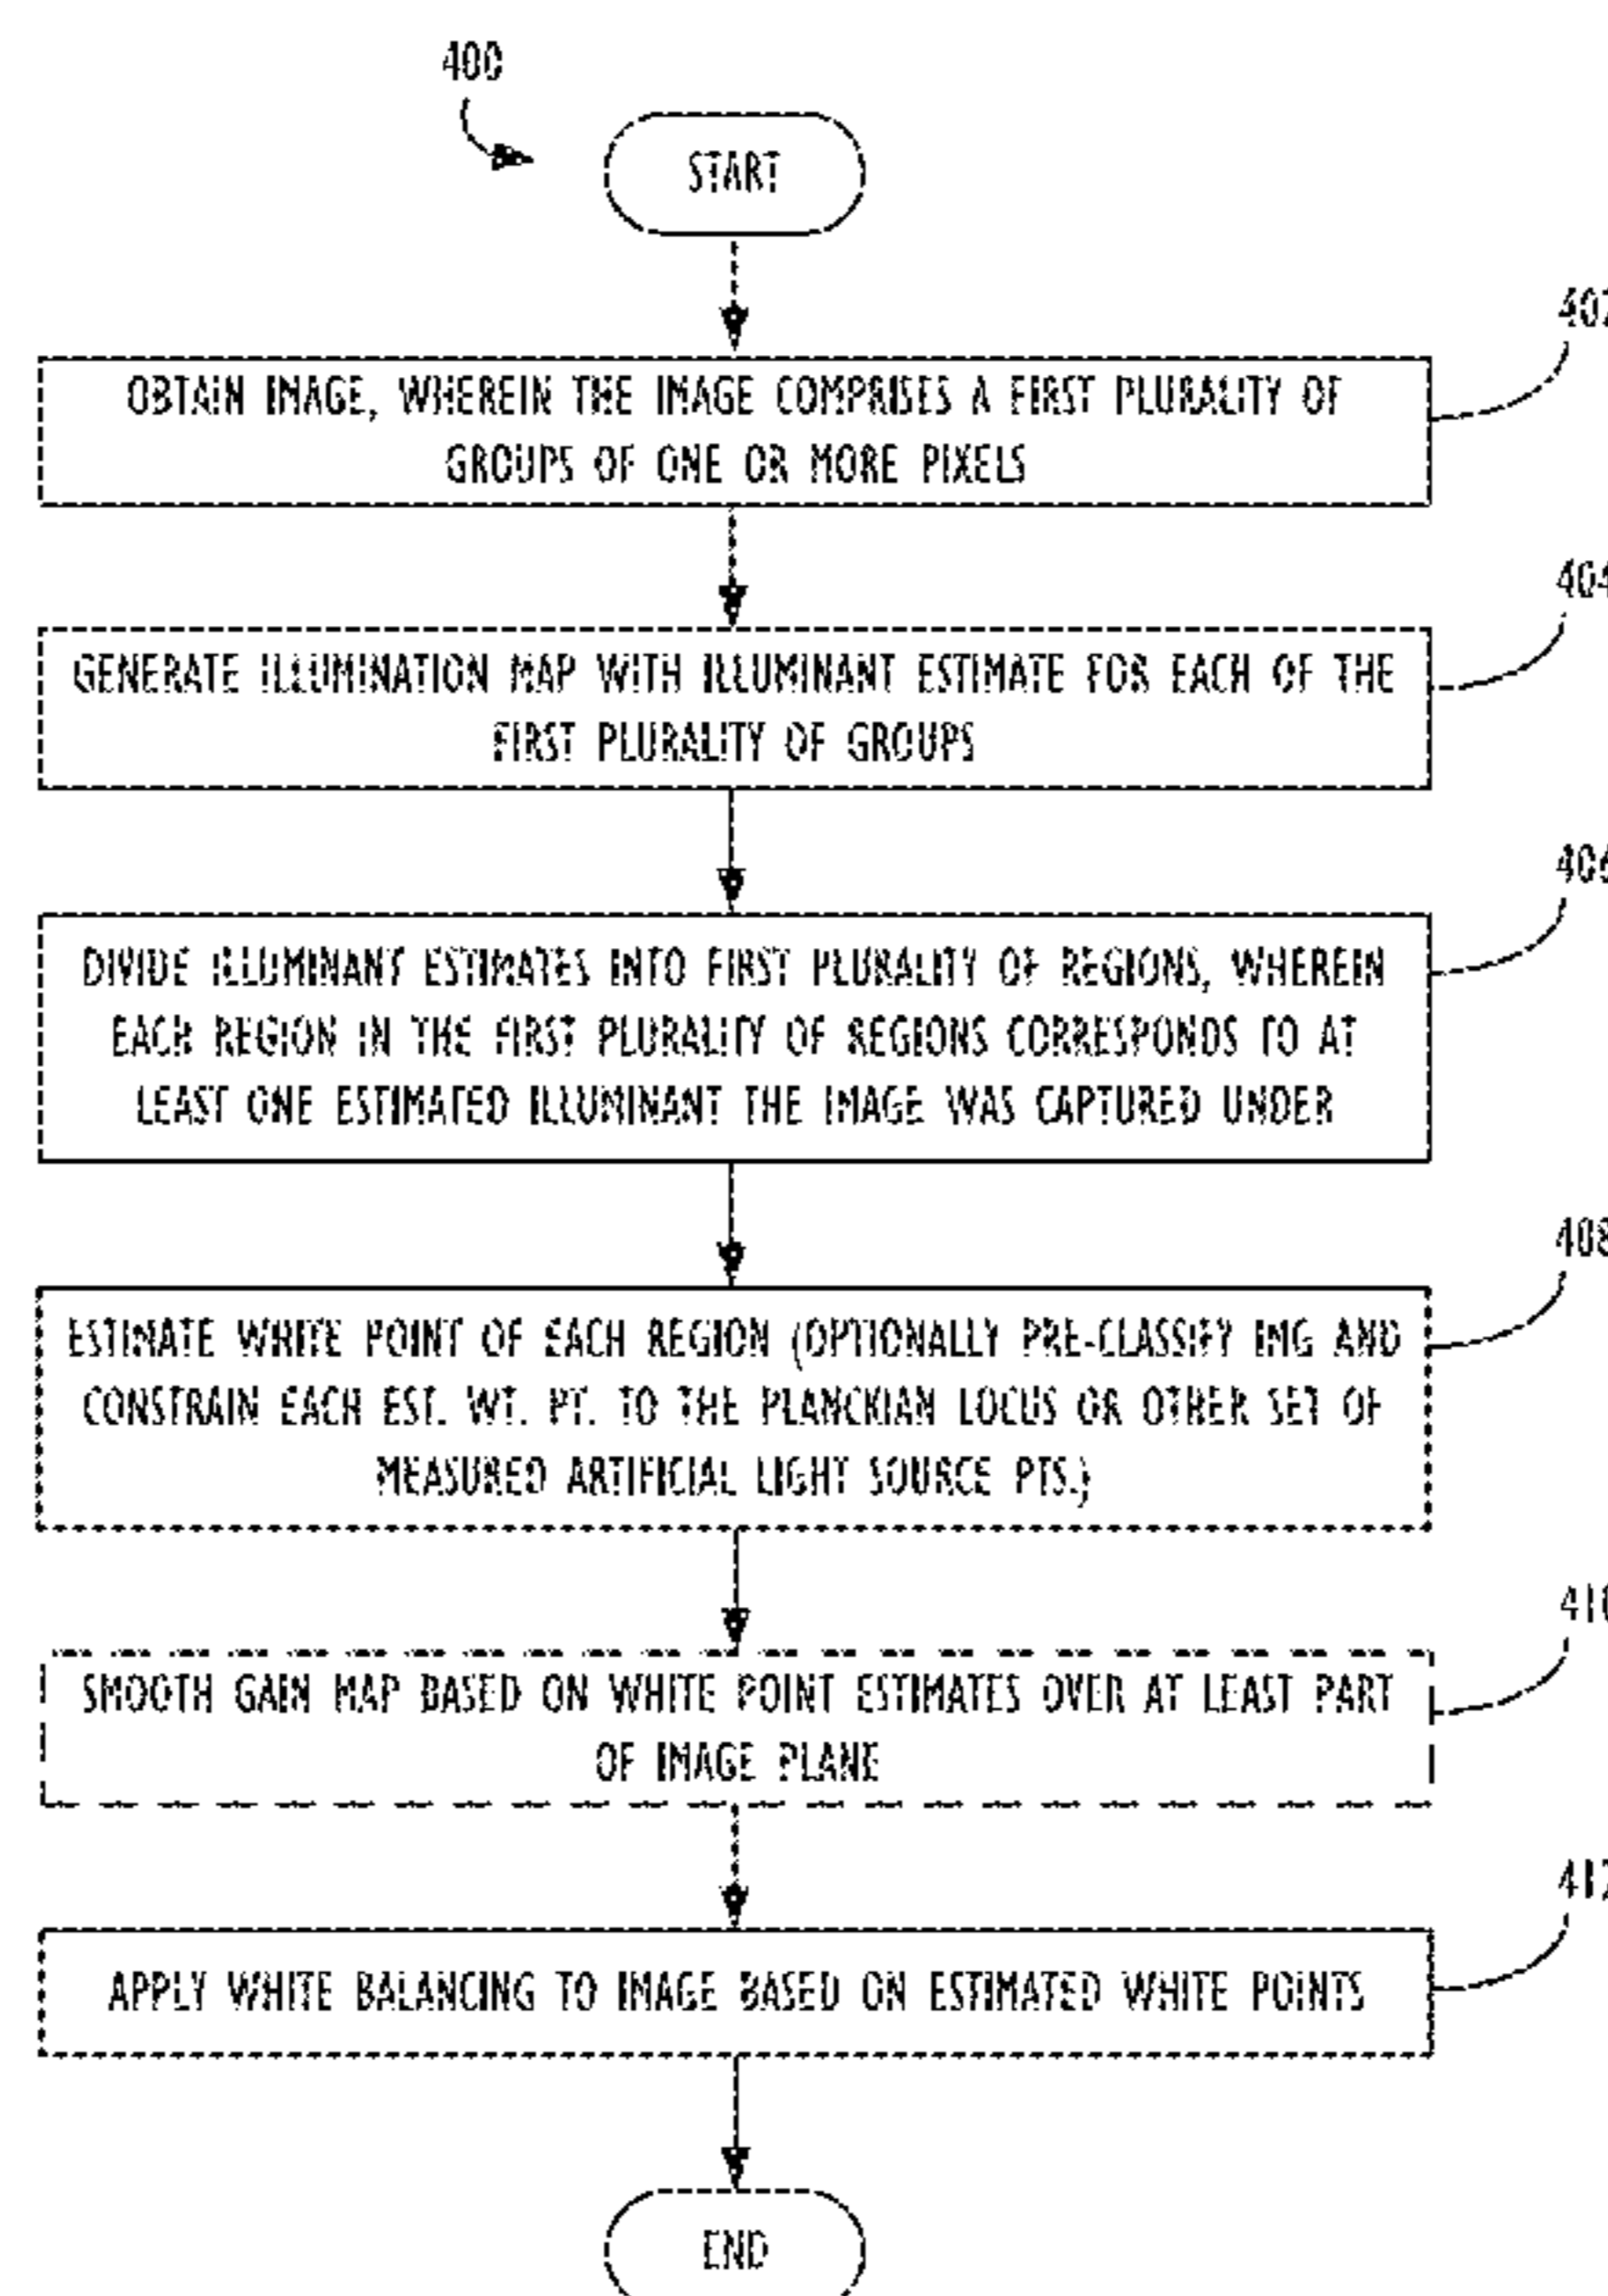 400
START
402
OBTAIN IMAGE, WHEREIN THE IMAGE COMPRISES A FIRST PLURALITY OF
GROUPS OF ONE OR MORE PIXELS
404
GENERATE ILLUMINATION MAP WITH ILLUMINANT ESTIMATE FOR EACH OF THE
FIRST PLURALITY OF GROUPS
406
DIVIDE ILLUMINANT ESTIMATES INTO FIRST PLURALITY OF REGIONS, WHEREIN
EACH REGION IN THE FIRST PLURALITY OF REGIONS CORRESPONDS TO AT
LEAST ONE ESTIMATED ILLUMINANT THE IMAGE WAS CAPTURED UNDER
408
ESTIMATE WHITE POINT OF EACH REGION (OPTIONALLY PRE-CLASSIFY IMG AND
CONSTRAIN EACH EST. WT. PT. TO THE PLANCKIAN LOCUS OR OTHER SET OF
MEASURED ARTIFICIAL LIGHT SOURCE PTS.)
410
SMOOTH GAIN MAP BASED ON WHITE POINT ESTIMATES OVER AT LEAST PART
OF IMAGE PLANE
412
APPLY WHITE BALANCING TO IMAGE BASED ON ESTIMATED WHITE POINTS
END